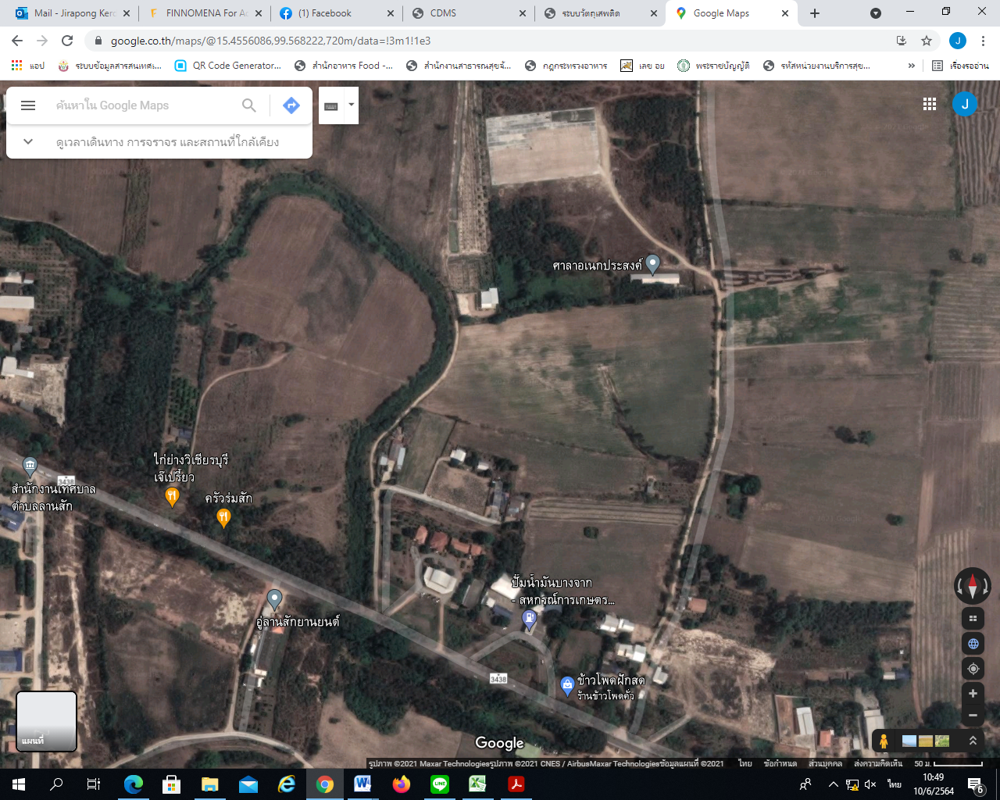 Mail - Jirapong Kero
FINNOMENA For Ac
(1) Facebook
CDMS
ระบบวัตถุเสพติด
Google Maps
google.co.th/maps/@15.4556086,99.568222,720m/data=!3m1!1e3
J
แอป
ระบบข้อมูลสารสนเทศเ...
QR Code Generator...
สำนักอาหาร Food -...
สำนักงานสาธารณสุขจั...
กฎกระทรวงอาหาร
เลข อย
พระราชบัญญัติ
รหัสหน่วยงานบริการสุข...
»
เรื่องรออ่าน
ค้นหาใน Google Maps
J
ดูเวลาเดินทาง การจราจร และสถานที่ใกล้เคียง
ศาลาอเนกประสงค์
ไก่ย่างวิเชียรบุรี
เจ๊เปรี้ยว
3438
สำนักงานเทศบาล
ตำบลลานสัก
ครัวร่มสัก
ปั๊มน้ำมันบางจาก
- สหกรณ์การเกษตร...
อู่ลานสักยานยนต์
3438
ข้าวโพดฝักสด
ร้านข้าวโพดคั่ว
แผนที่
Google
รูปภาพ ©2021 Maxar Technologiesรูปภาพ ©2021 CNES / AirbusMaxar Technologiesข้อมูลแผนที่ ©2021
ไทย
ข้อกำหนด
ส่วนบุคคล
ส่งความคิดเห็น
50 ม.
ไทย
10:49
10/6/2564
6